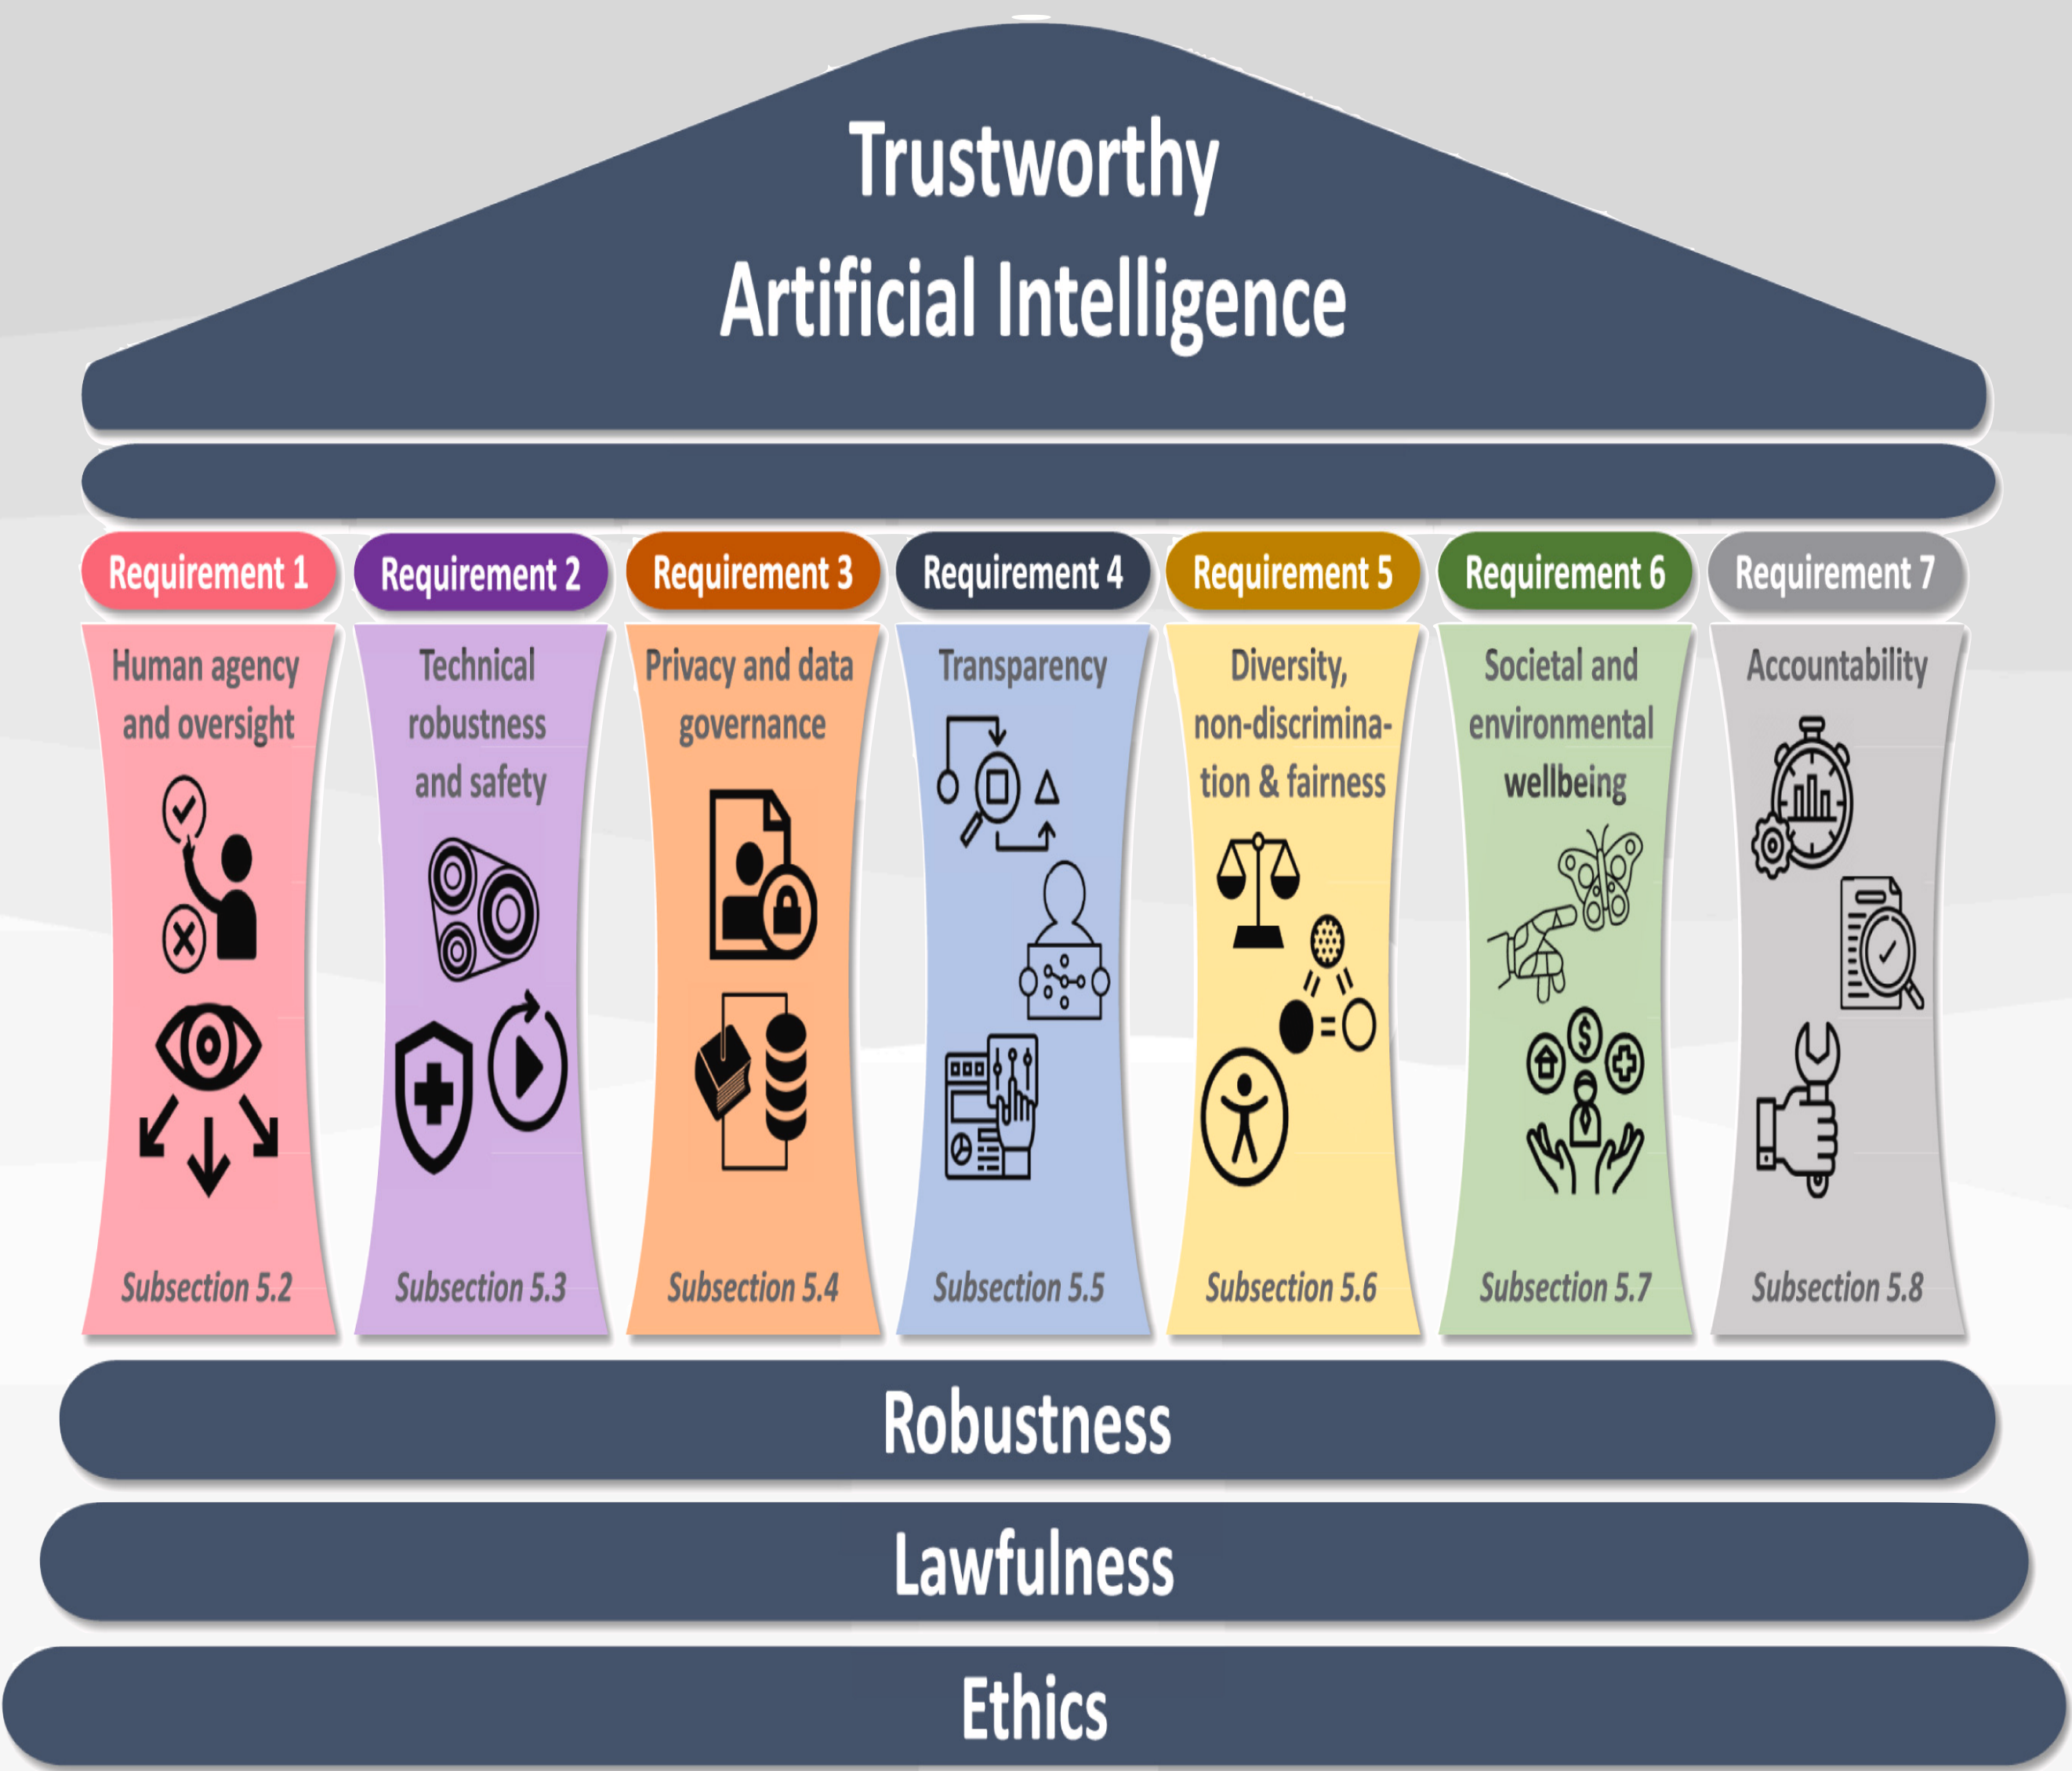 Trustworthy
Artificial Intelligence
Requirement 1
Requirement 2
Requirement 3
Requirement 4
Requirement 5
Requirement 6
Requirement 7
Human agency
and oversight
Technical
robustness
and safety
Privacy and data
governance
Transparency
Diversity,
non-discrimina-
tion & fairness
Societal and
environmental
wellbeing
Accountability
$
Subsection 5.2
Subsection 5.3
Subsection 5.4
Subsection 5.5
Subsection 5.6
Subsection 5.7
Subsection 5.8
Robustness
Lawfulness
Ethics